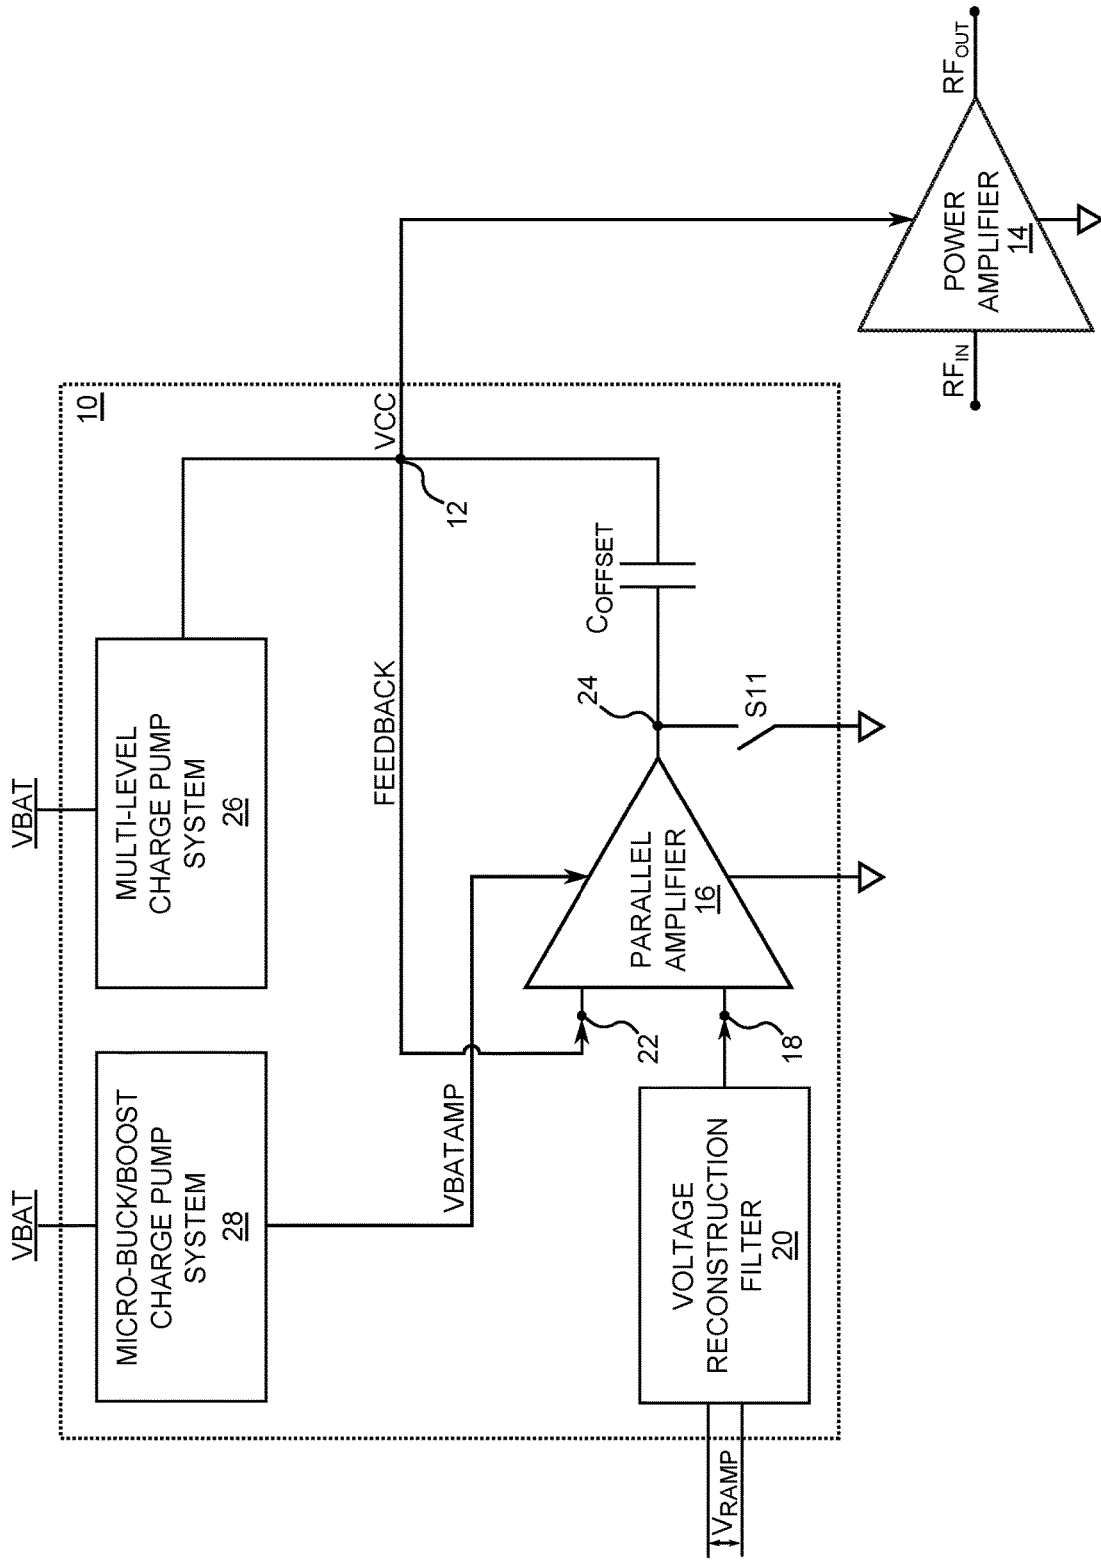 VBAT
VBAT
10
MICRO-BUCK/BOOST
CHARGE PUMP
SYSTEM
28
MULTI-LEVEL
CHARGE PUMP
SYSTEM
26
FEEDBACK
VCC
12
VBATAMP
22
18
PARALLEL
AMPLIFIER
16
24
COFFSET
S11
VOLTAGE
RECONSTRUCTION
FILTER
20
VRAMP
RFIN
POWER
AMPLIFIER
14
RFOUT